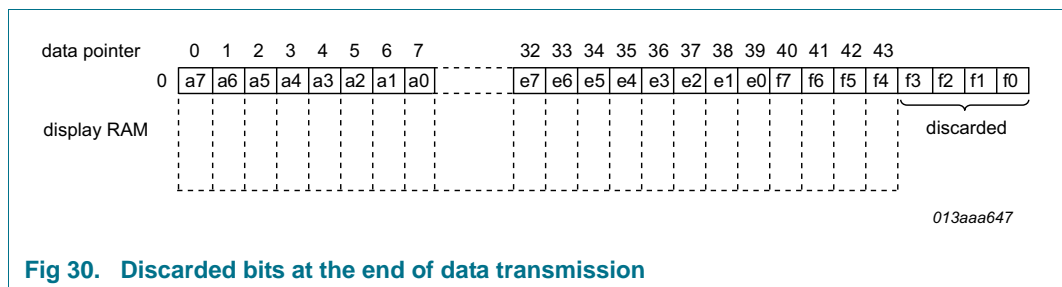 data pointer 0 1 2 3 4 5 6 7 32 33 34 35 36 37 38 39 40 41 42 43
0 a7 a6 a5 a4 a3 a2 a1 a0 e7 e6 e5 e4 e3 e2 e1 e0 f7 f6 f5 f4 f3 f2 f1 f0
display RAM discarded
013aaa647
Fig 30. Discarded bits at the end of data transmission